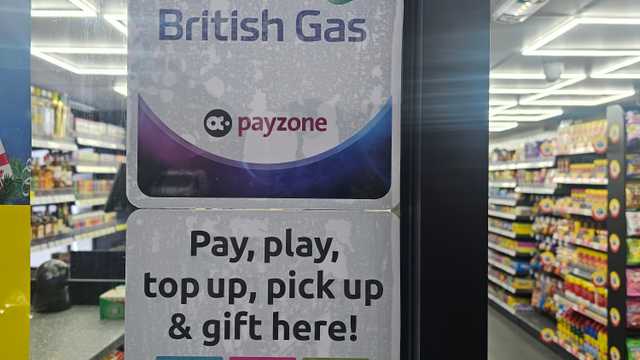 British Gas
payzone
Pay, play,
top up, pick up
& gift here!